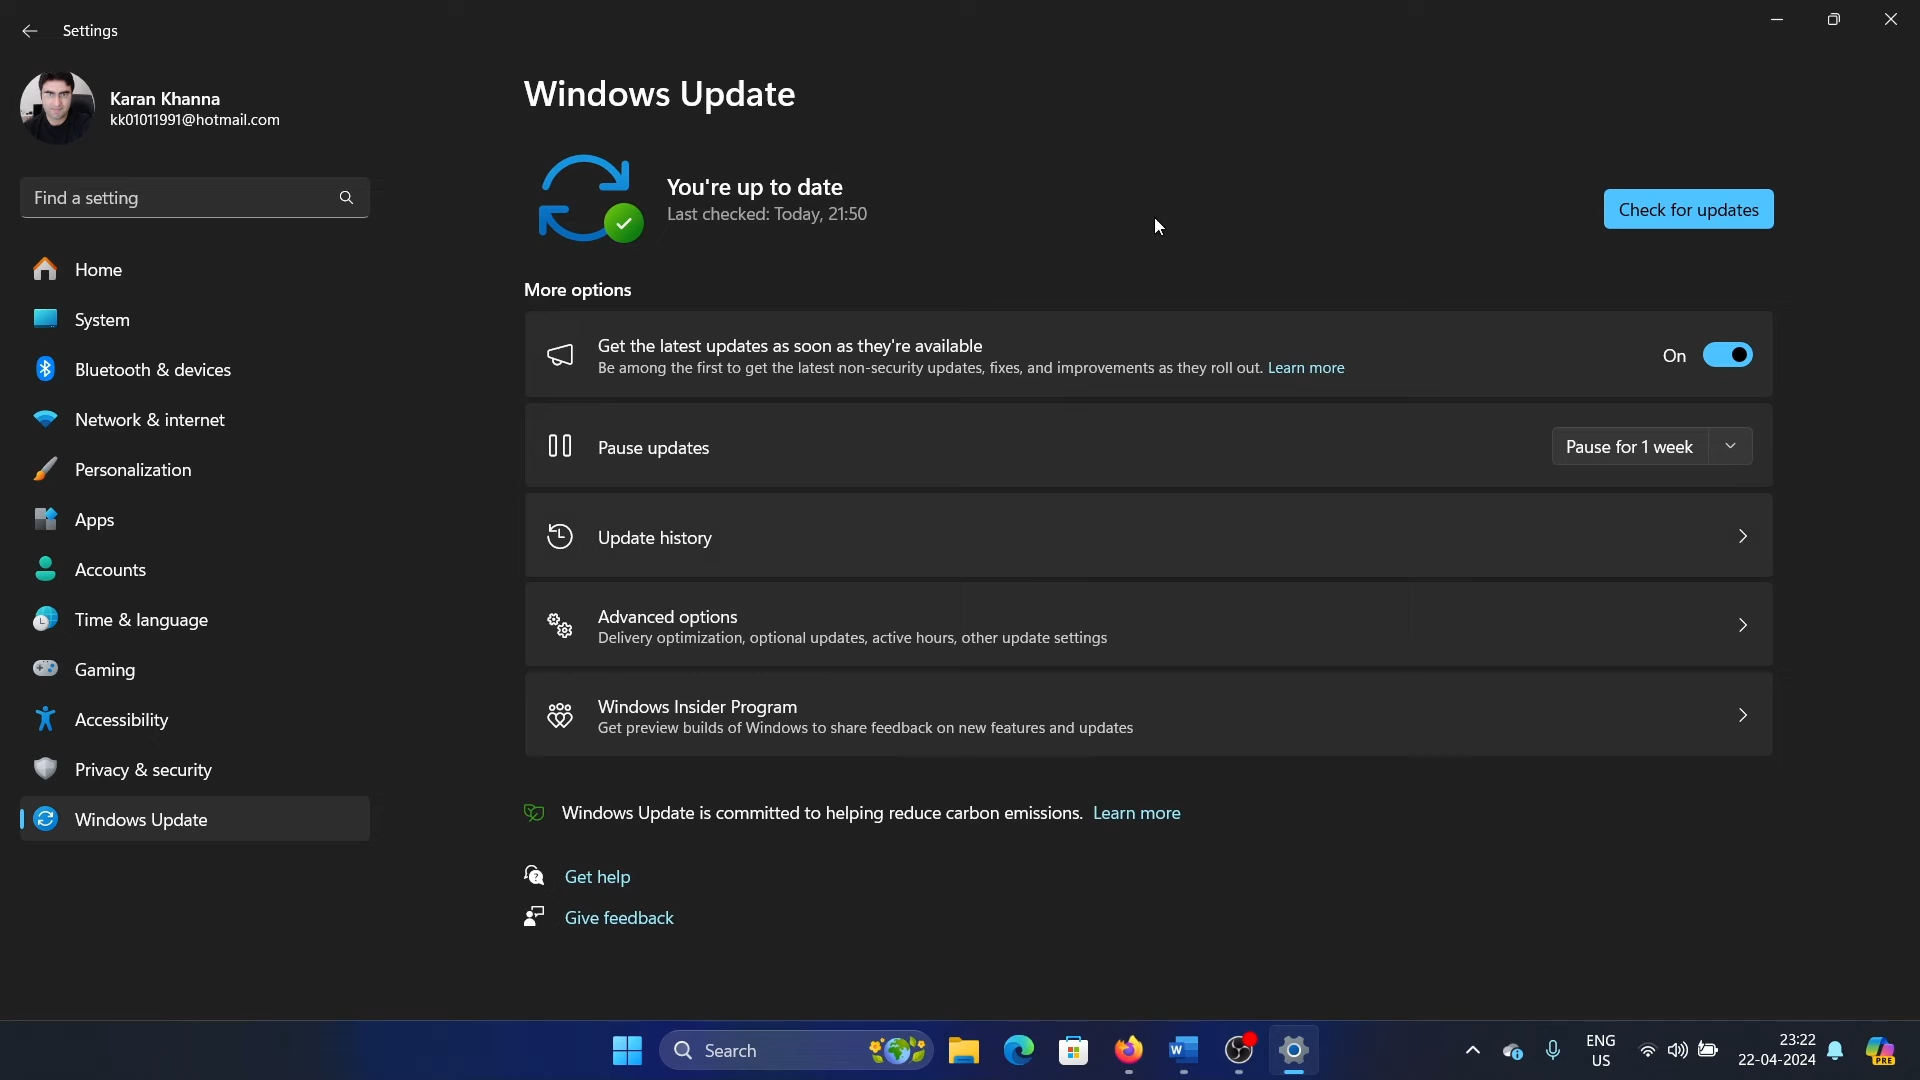 Settings
Karan Khanna
kk01011991@hotmail.com
Find a setting
Home
System
Bluetooth & devices
Network & internet
Personalization
Apps
Accounts
Time & language
Gaming
Accessibility
Privacy & security
Windows Update
Windows Update
You're up to date
Last checked: Today, 21:50
Check for updates
More options
Get the latest updates as soon as they're available
Be among the first to get the latest non-security updates, fixes, and improvements as they roll out. Learn more
On
Pause updates
Pause for 1 week
Update history
Advanced options
Delivery optimization, optional updates, active hours, other update settings
Windows Insider Program
Get preview builds of Windows to share feedback on new features and updates
Windows Update is committed to helping reduce carbon emissions. Learn more
Get help
Give feedback
Search
W
ENG
US
23:22
22-04-2024
PRE